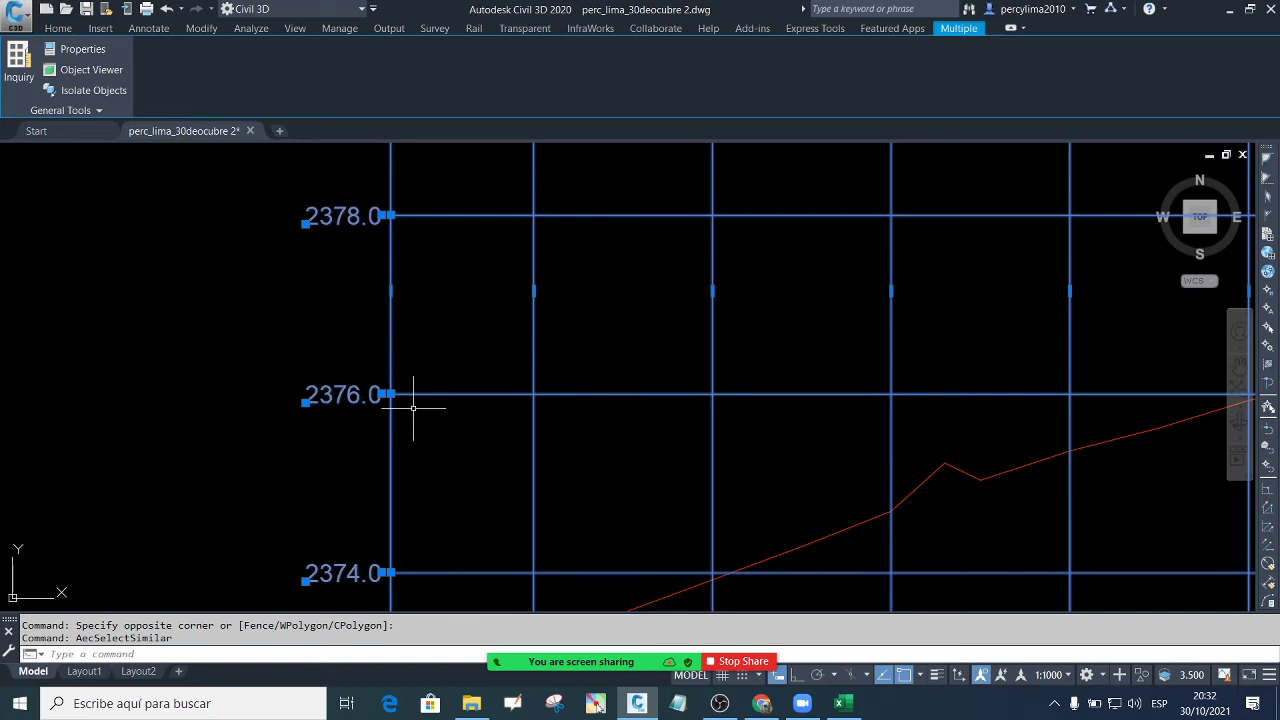 Civil 3D
Autodesk Civil 3D 2020 perc_lima_30deocubre 2.dwg
Type a keyword or phrase
percylima2010
C3D
Home Insert Annotate Modify Analyze View Manage Output Survey Rail Transparent InfraWorks Collaborate Help Add-ins Express Tools Featured Apps Multiple
Inquiry
Properties
Object Viewer
Isolate Objects
General Tools
Start
perc_lima_30deocubre 2*
N
W
TOP
E
S
WCS
2378.0
2376.0
2374.0
Y
X
Command: Specify opposite corner or [Fence/WPolygon/CPolygon]:
Command: AecSelectSimilar
Type a command
You are screen sharing
Stop Share
Model Layout1 Layout2
MODEL
1:1000
3.500
Escribe aquí para buscar
ESP
20:32
30/10/2021